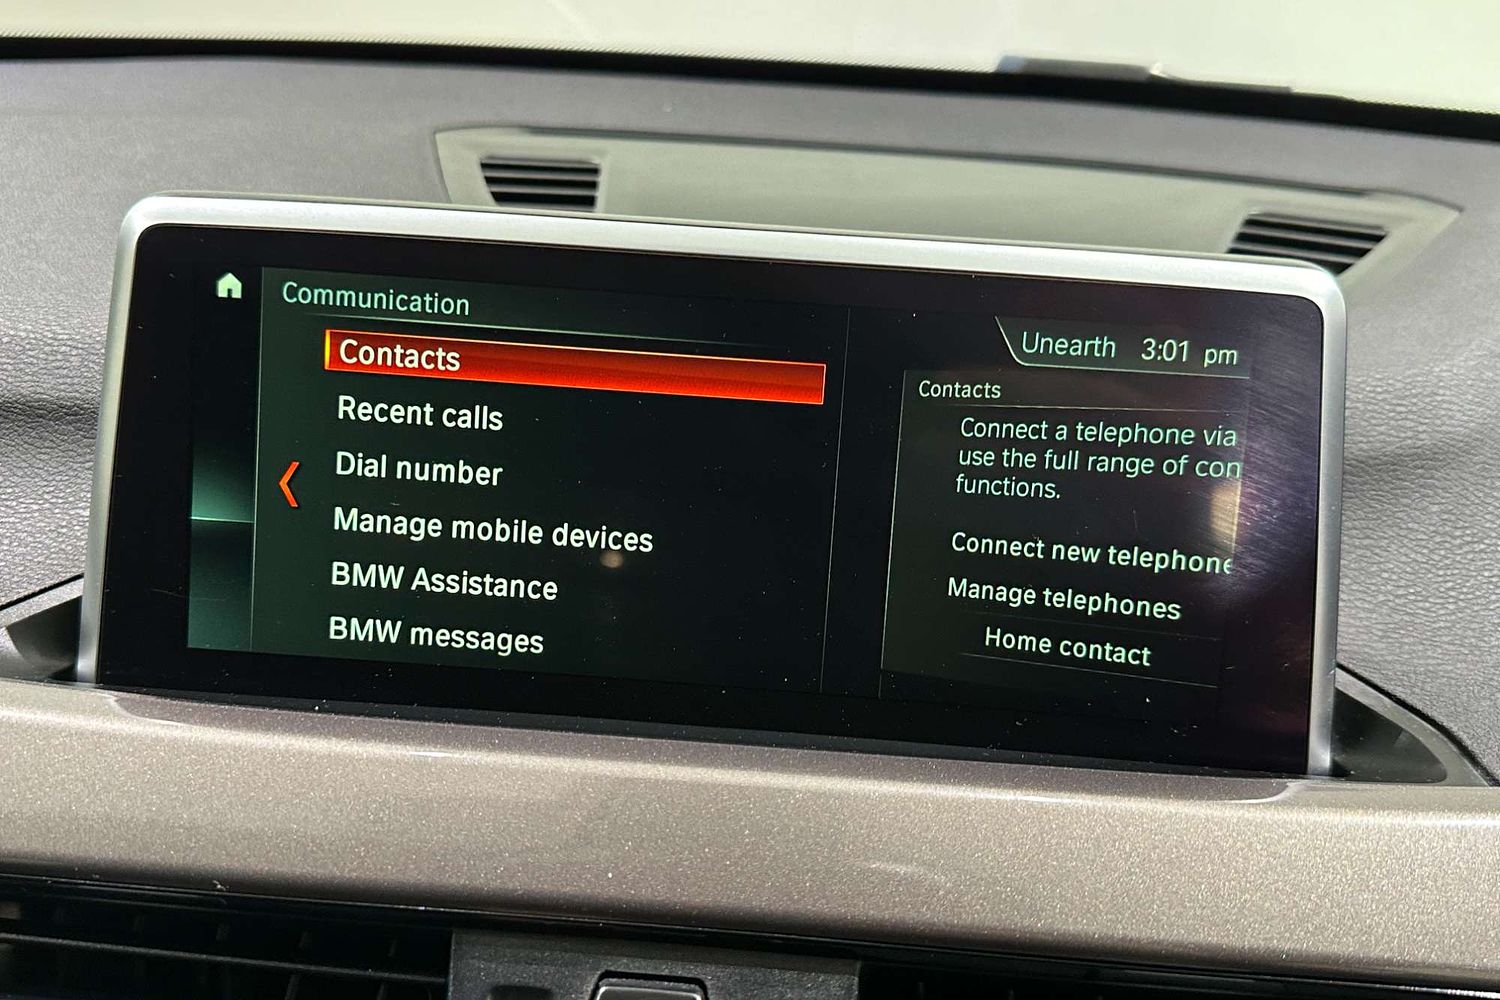 Communication
Contacts
Recent calls
Dial number
Manage mobile devices
BMW Assistance
BMW messages
Unearth 3:01 pm
Contacts
Connect a telephone via
use the full range of con
functions.
Connect new telephone
Manage telephones
Home contact